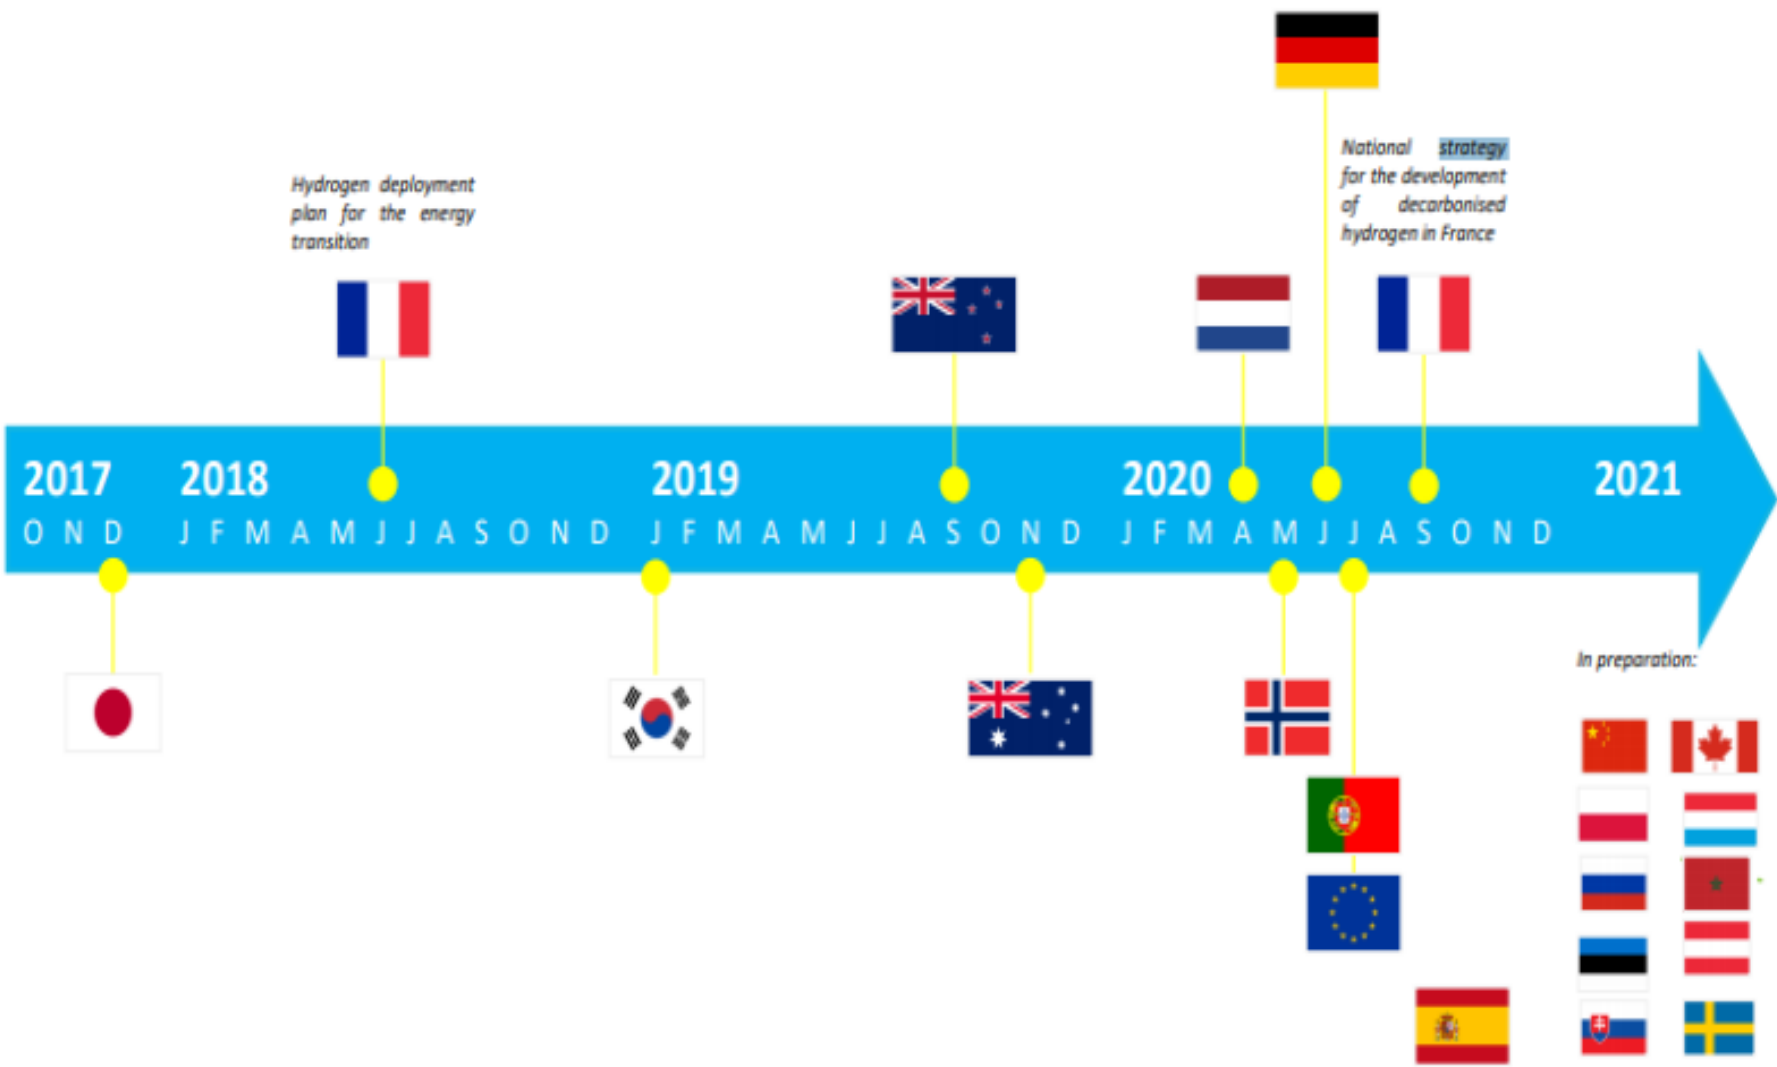 National strategy
for the development
of decarbonised
hydrogen in France
Hydrogen deployment
plan for the energy
transition
2017 2018 2019 2020 2021
O N D J F M A M J J A S O N D J F M A M J J A S O N D J F M A M J J A S O N D
In preparation: